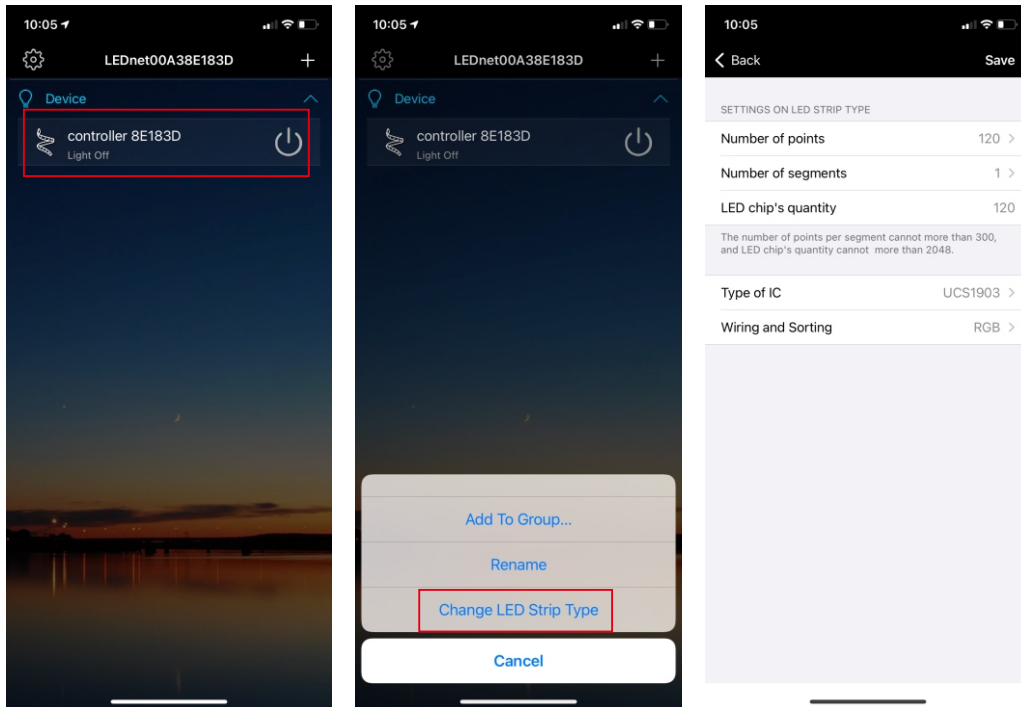 10:05
LEDnet00A38E183D
+
Device
controller 8E183D
Light Off
10:05
LEDnet00A38E183D
+
Device
controller 8E183D
Light Off
Add To Group...
Rename
Change LED Strip Type
Cancel
10:05
Back
Save
SETTINGS ON LED STRIP TYPE
Number of points 120
Number of segments 1
LED chip's quantity 120
The number of points per segment cannot more than 300,
and LED chip's quantity cannot more than 2048.
Type of IC UCS1903
Wiring and Sorting RGB